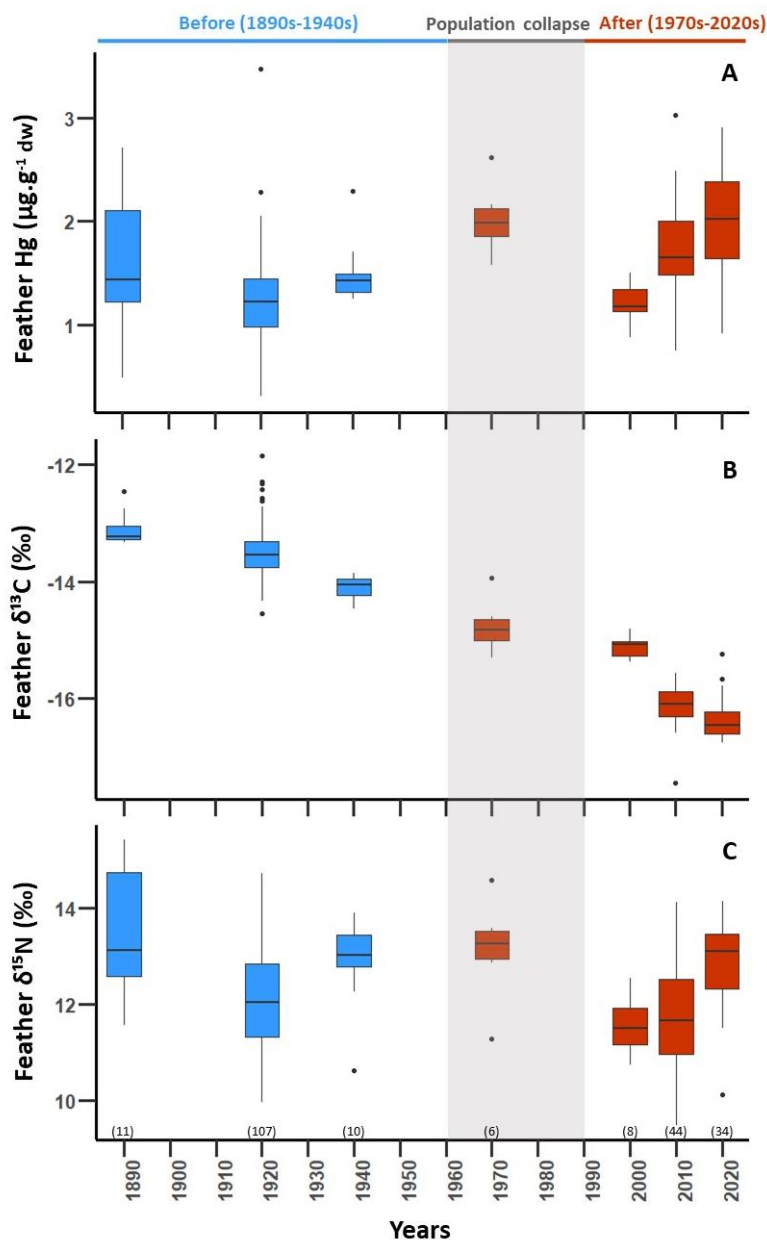 Before (1890s-1940s) Population collapse After (1970s-2020s)
A
Feather Hg (µg.g⁻¹ dw)
3
2
1
B
Feather δ¹³C (‰)
-12
-14
-16
C
Feather δ¹⁵N (‰)
14
12
10
(11) (107) (10) (6) (8) (44) (34)
1890 1900 1910 1920 1930 1940 1950 1960 1970 1980 1990 2000 2010 2020
Years